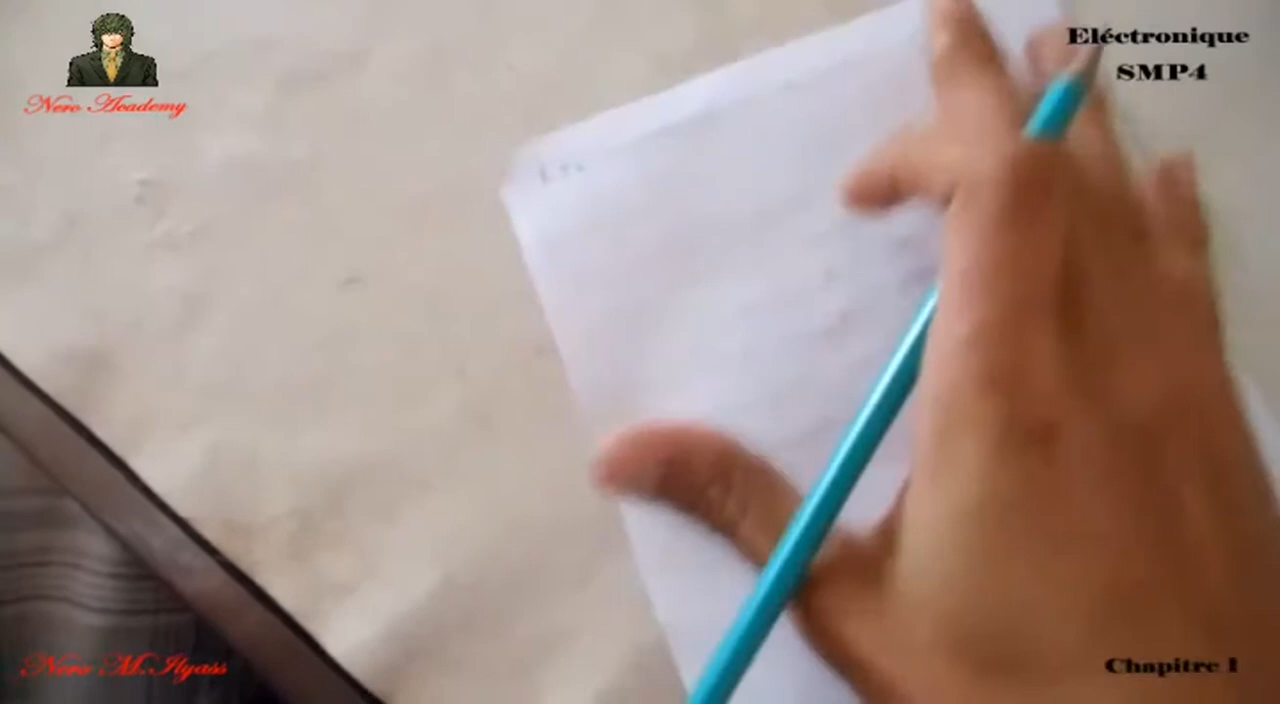 Nero Academy
Eléctronique
SMP4
Nero M.Ilyass
Chapitre 1